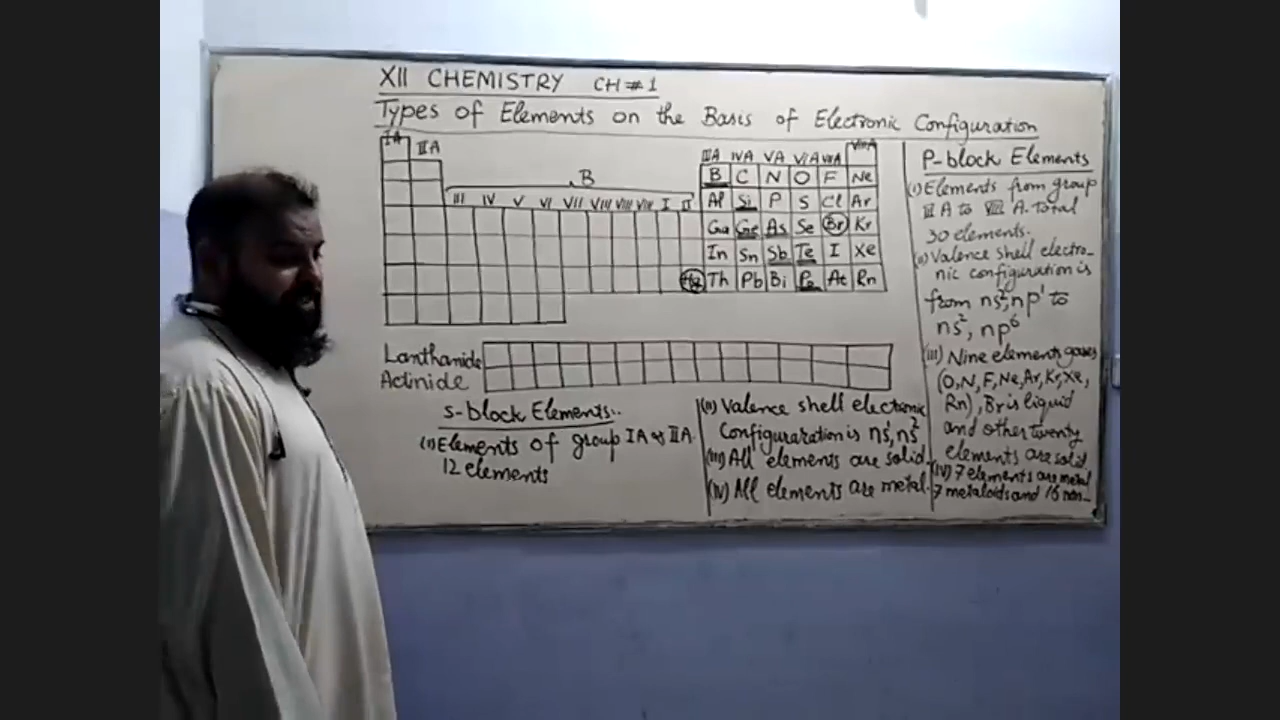 XII CHEMISTRY CH # 1
Types of Elements on the Basis of Electronic Configuration
IA
IIA
B
III IV V VI VII VIII VIII VIII I II
IIIA IVA VA VIA VIIA VIIIA
B C N O F Ne
Al Si P S Cl Ar
Ga Ge As Se Br Kr
In Sn Sb Te I Xe
Hg Th Pb Bi Po At Rn
Lanthanide
Actinide
s-block Elements..
(i) Elements of group IA & IIA.
12 elements
(ii) Valence shell electronic
Configuraration is ns¹, ns²
(iii) All elements are solid.
(iv) All elements are metal.
P-block Elements
(i) Elements from group
III A to VIII A. Total
30 elements.
(ii) Valence shell electro-
nic configuration is
from ns², np¹ to
ns², np⁶
(iii) Nine elements gases
(O, N, F, Ne, Ar, Kr, Xe,
Rn), Br is liquid
and other twenty
elements are solid.
(iv) 7 elements are metal
7 metaloids and 16 non-